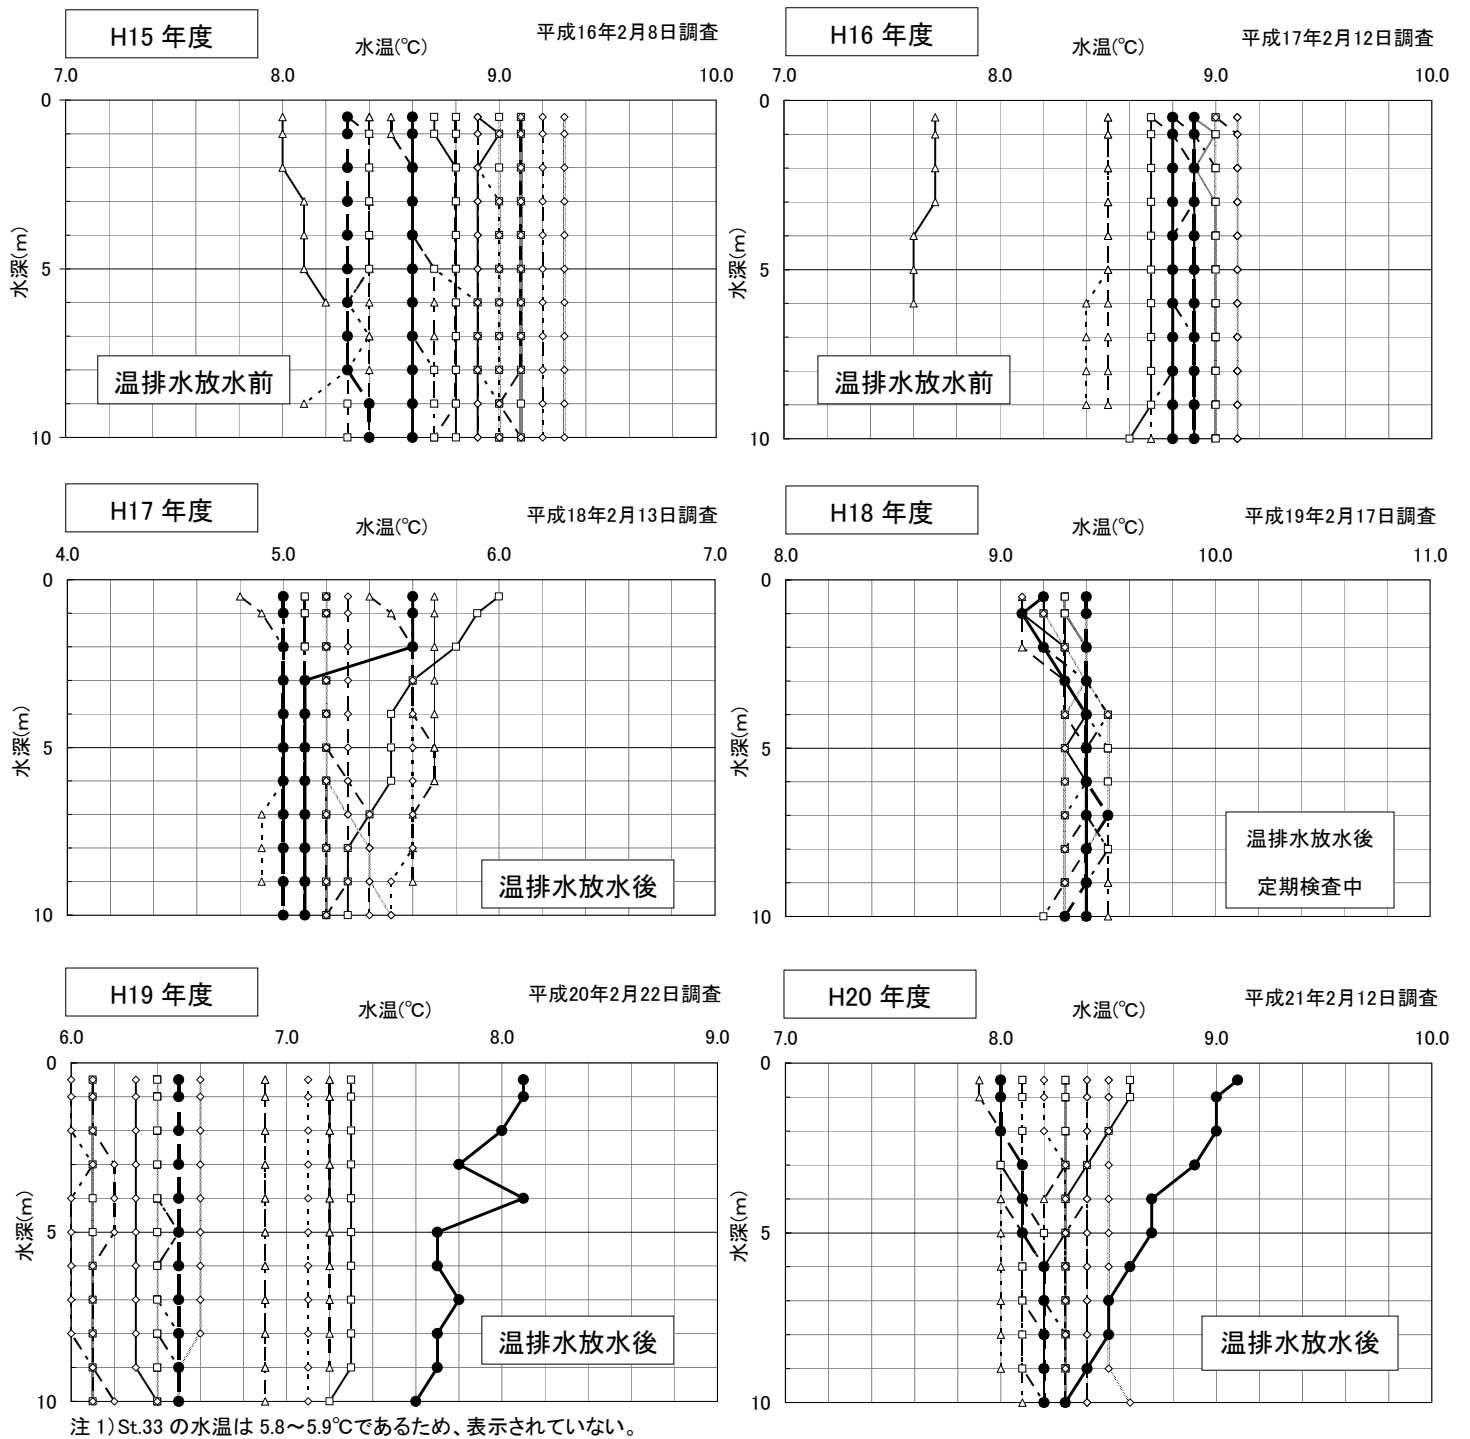 H15 年度
水温(℃)
平成16年2月8日調査
7.0 8.0 9.0 10.0
0
5
10
水深(m)
温排水放水前
H16 年度
水温(℃)
平成17年2月12日調査
7.0 8.0 9.0 10.0
0
5
10
水深(m)
温排水放水前
H17 年度
水温(℃)
平成18年2月13日調査
4.0 5.0 6.0 7.0
0
5
10
水深(m)
温排水放水後
H18 年度
水温(℃)
平成19年2月17日調査
8.0 9.0 10.0 11.0
0
5
10
水深(m)
温排水放水後
定期検査中
H19 年度
水温(℃)
平成20年2月22日調査
6.0 7.0 8.0 9.0
0
5
10
水深(m)
温排水放水後
注 1)St.33 の水温は 5.8～5.9℃であるため、表示されていない。
H20 年度
水温(℃)
平成21年2月12日調査
7.0 8.0 9.0 10.0
0
5
10
水深(m)
温排水放水後